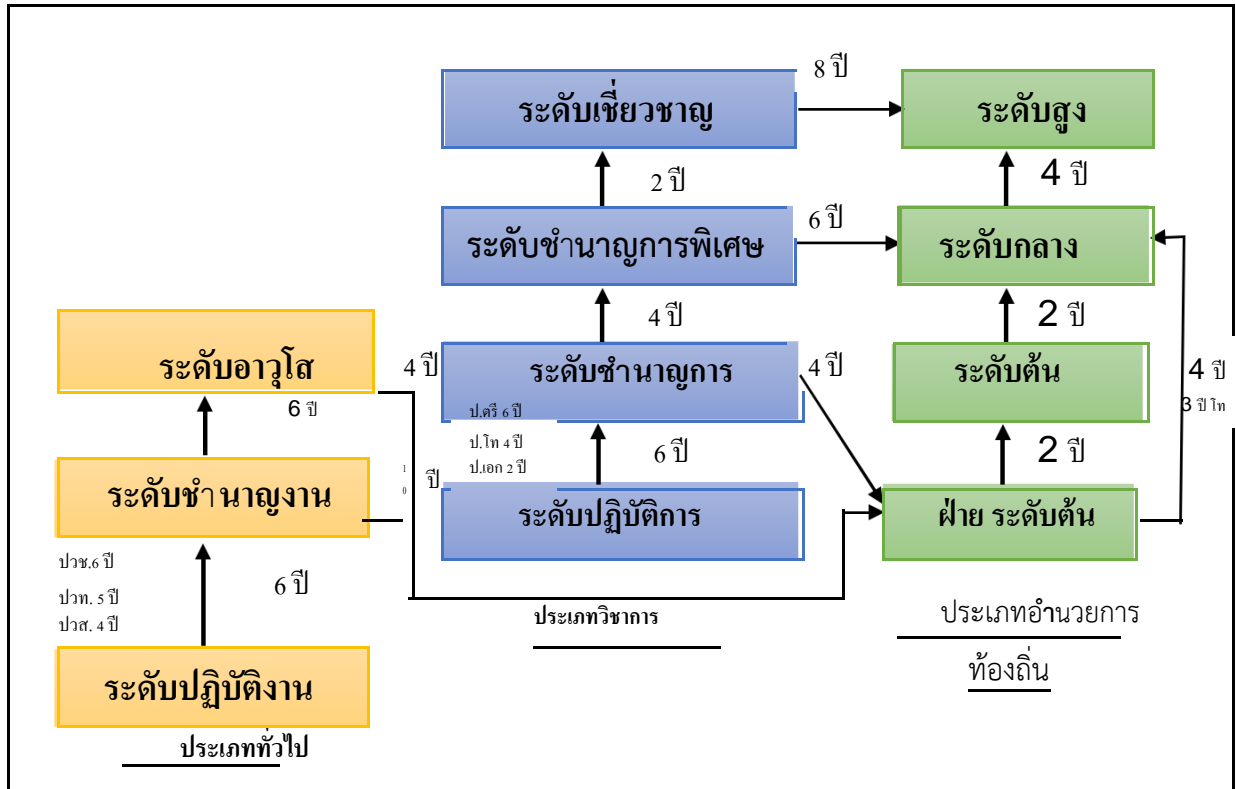 8 ปี
ระดับเชี่ยวชาญ
ระดับสูง
2 ปี
4 ปี
ระดับชำนาญการพิเศษ
6 ปี
ระดับกลาง
4 ปี
2 ปี
ระดับอาวุโส
4 ปี
ระดับชำนาญการ
4 ปี
ระดับต้น
4 ปี
3 ปี โท
6 ปี
ป.ตรี 6 ปี
ป.โท 4 ปี
ป.เอก 2 ปี
6 ปี
2 ปี
ระดับชำนาญงาน
10 ปี
ระดับปฏิบัติการ
ฝ่าย ระดับต้น
ปวช.6 ปี
ปวท. 5 ปี
ปวส. 4 ปี
6 ปี
ประเภทวิชาการ
ประเภทอำนวยการ
ท้องถิ่น
ระดับปฏิบัติงาน
ประเภททั่วไป